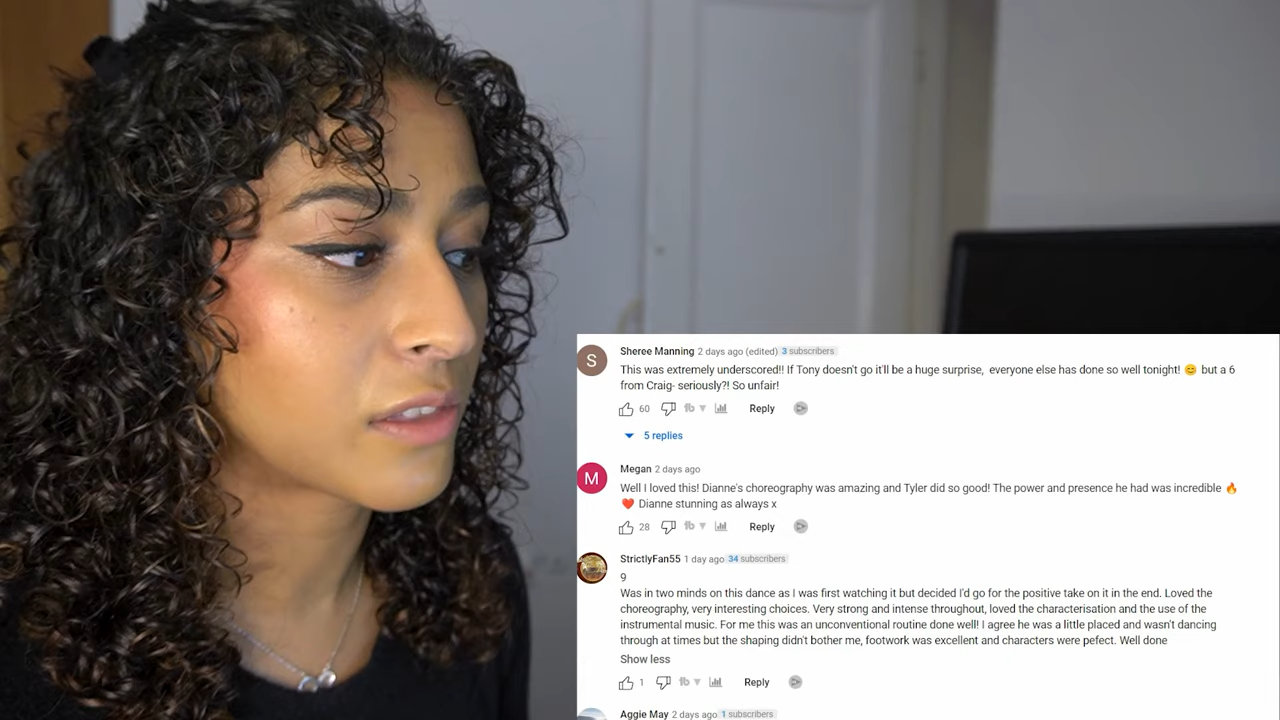 S
Sheree Manning 2 days ago (edited) 3 subscribers
This was extremely underscored!! If Tony doesn't go it'll be a huge surprise, everyone else has done so well tonight! 😊 but a 6
from Craig- seriously?! So unfair!
60 tb Reply
5 replies
M
Megan 2 days ago
Well I loved this! Dianne's choreography was amazing and Tyler did so good! The power and presence he had was incredible 🔥
❤️ Dianne stunning as always x
28 tb Reply
StrictlyFan55 1 day ago 34 subscribers
9
Was in two minds on this dance as I was first watching it but decided I'd go for the positive take on it in the end. Loved the
choreography, very interesting choices. Very strong and intense throughout, loved the characterisation and the use of the
instrumental music. For me this was an unconventional routine done well! I agree he was a little placed and wasn't dancing
through at times but the shaping didn't bother me, footwork was excellent and characters were pefect. Well done
Show less
1 tb Reply
Aggie May 2 days ago 1 subscribers